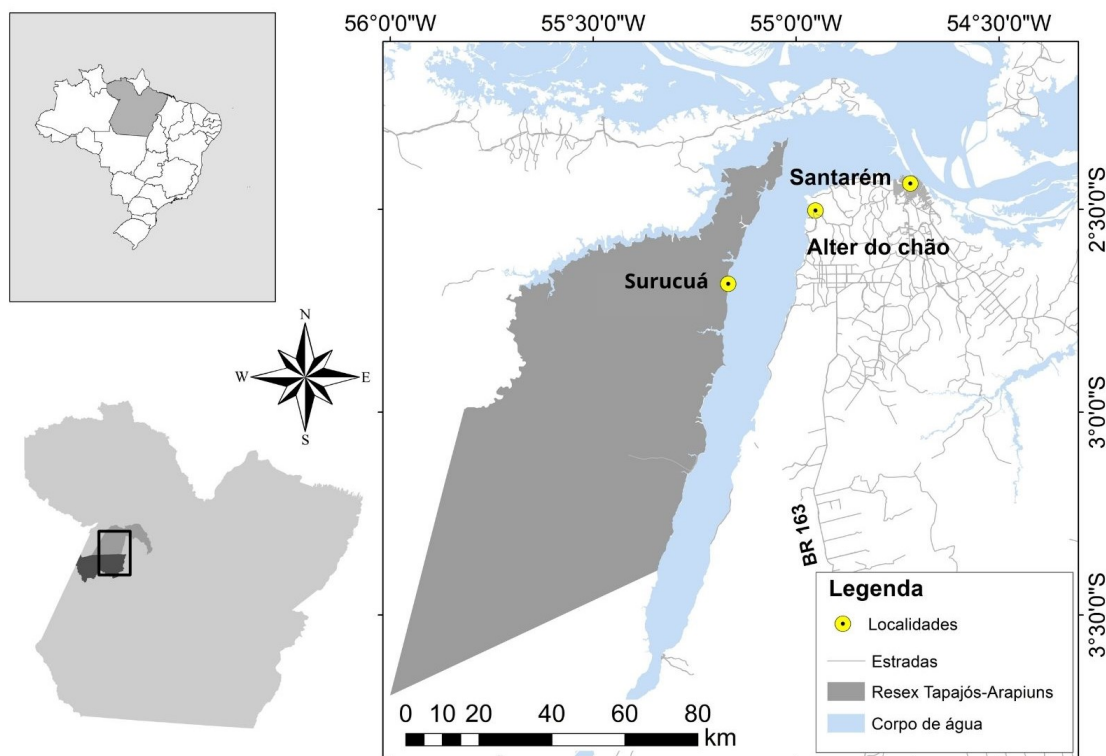 56°0'0"W
55°30'0"W
55°0'0"W
54°30'0"W
2°30'0"S
3°0'0"S
3°30'0"S
Santarém
Alter do chão
Surucuá
BR 163
N
W
E
S
Legenda
Localidades
Estradas
Resex Tapajós-Arapiuns
Corpo de água
0 10 20 40 60 80
km